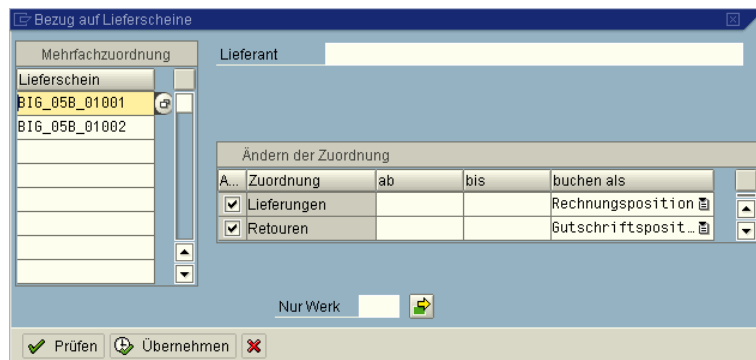 Bezug auf Lieferscheine
Mehrfachzuordnung
Lieferschein
BIG_05B_01001
BIG_05B_01002
Lieferant
Ändern der Zuordnung
A... Zuordnung ab bis buchen als
Lieferungen Rechnungsposition
Retouren Gutschriftsposit...
Nur Werk
Prüfen Übernehmen